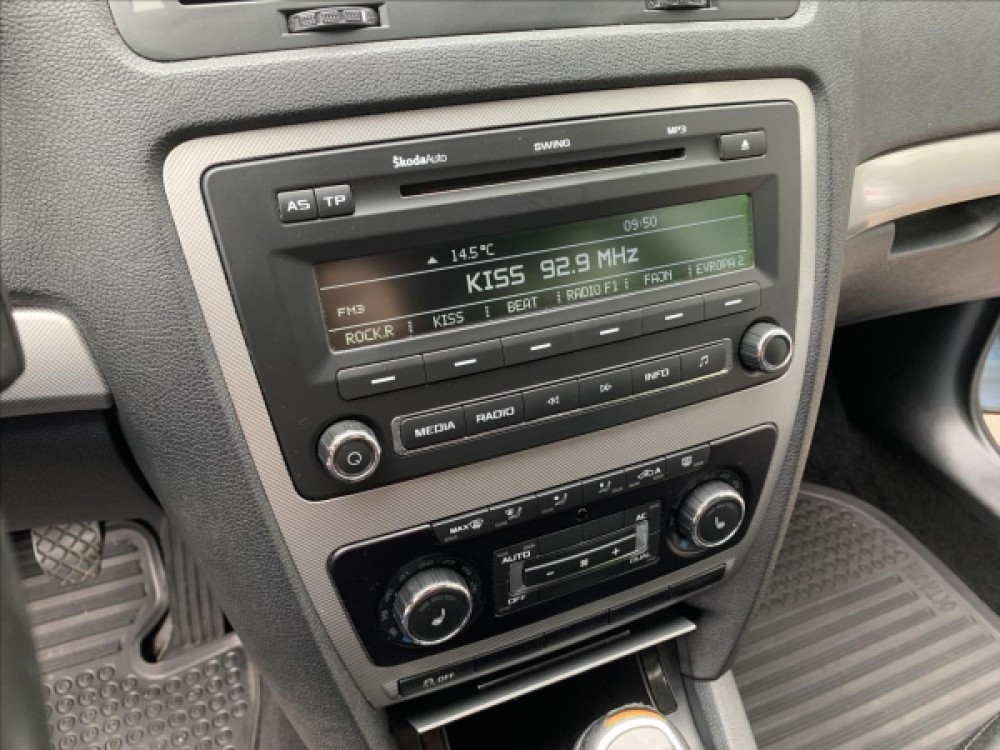 ŠkodaAuto SWING MP3
AS TP
14.5°C 09:50
KISS 92.9 MHz
FM3
ROCK.R KISS BEAT RADIO F1 FAJN EVROPA 2
MEDIA RADIO INFO
MAX A
AUTO AC
- +
OFF DUAL
OFF
OCTAVIA